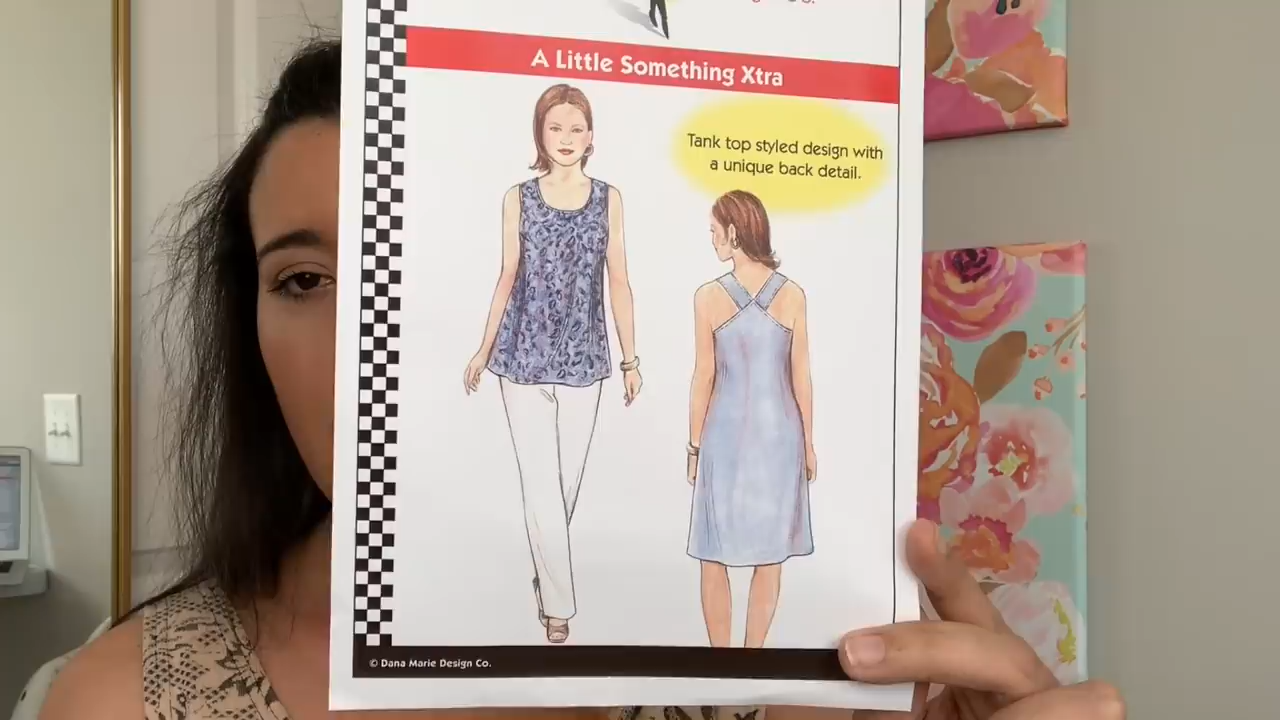 A Little Something Xtra
Tank top styled design with
a unique back detail.
© Dana Marie Design Co.